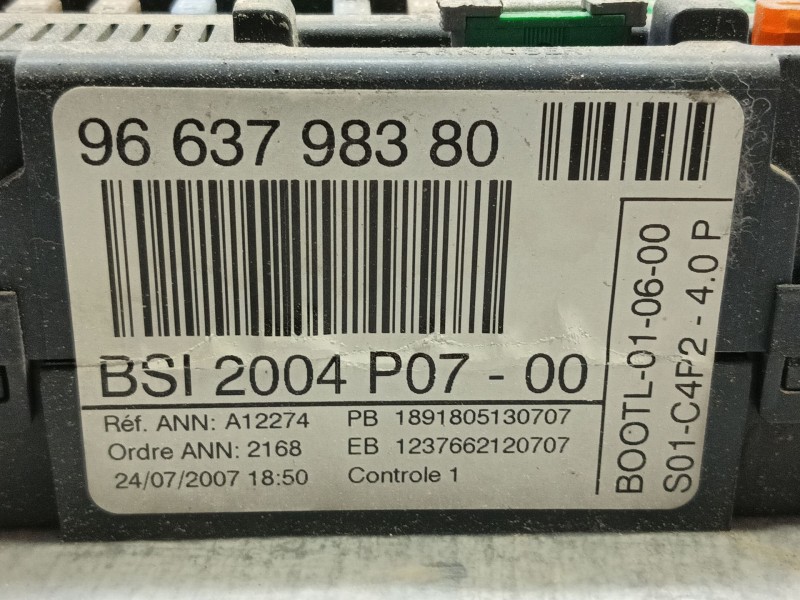 96 637 983 80
BSI 2004 P07 - 00
Réf. ANN: A12274 PB 1891805130707
Ordre ANN: 2168 EB 1237662120707
24/07/2007 18:50 Controle 1
BOOTL-01-06-00
S01-C4P2 - 4.0 P